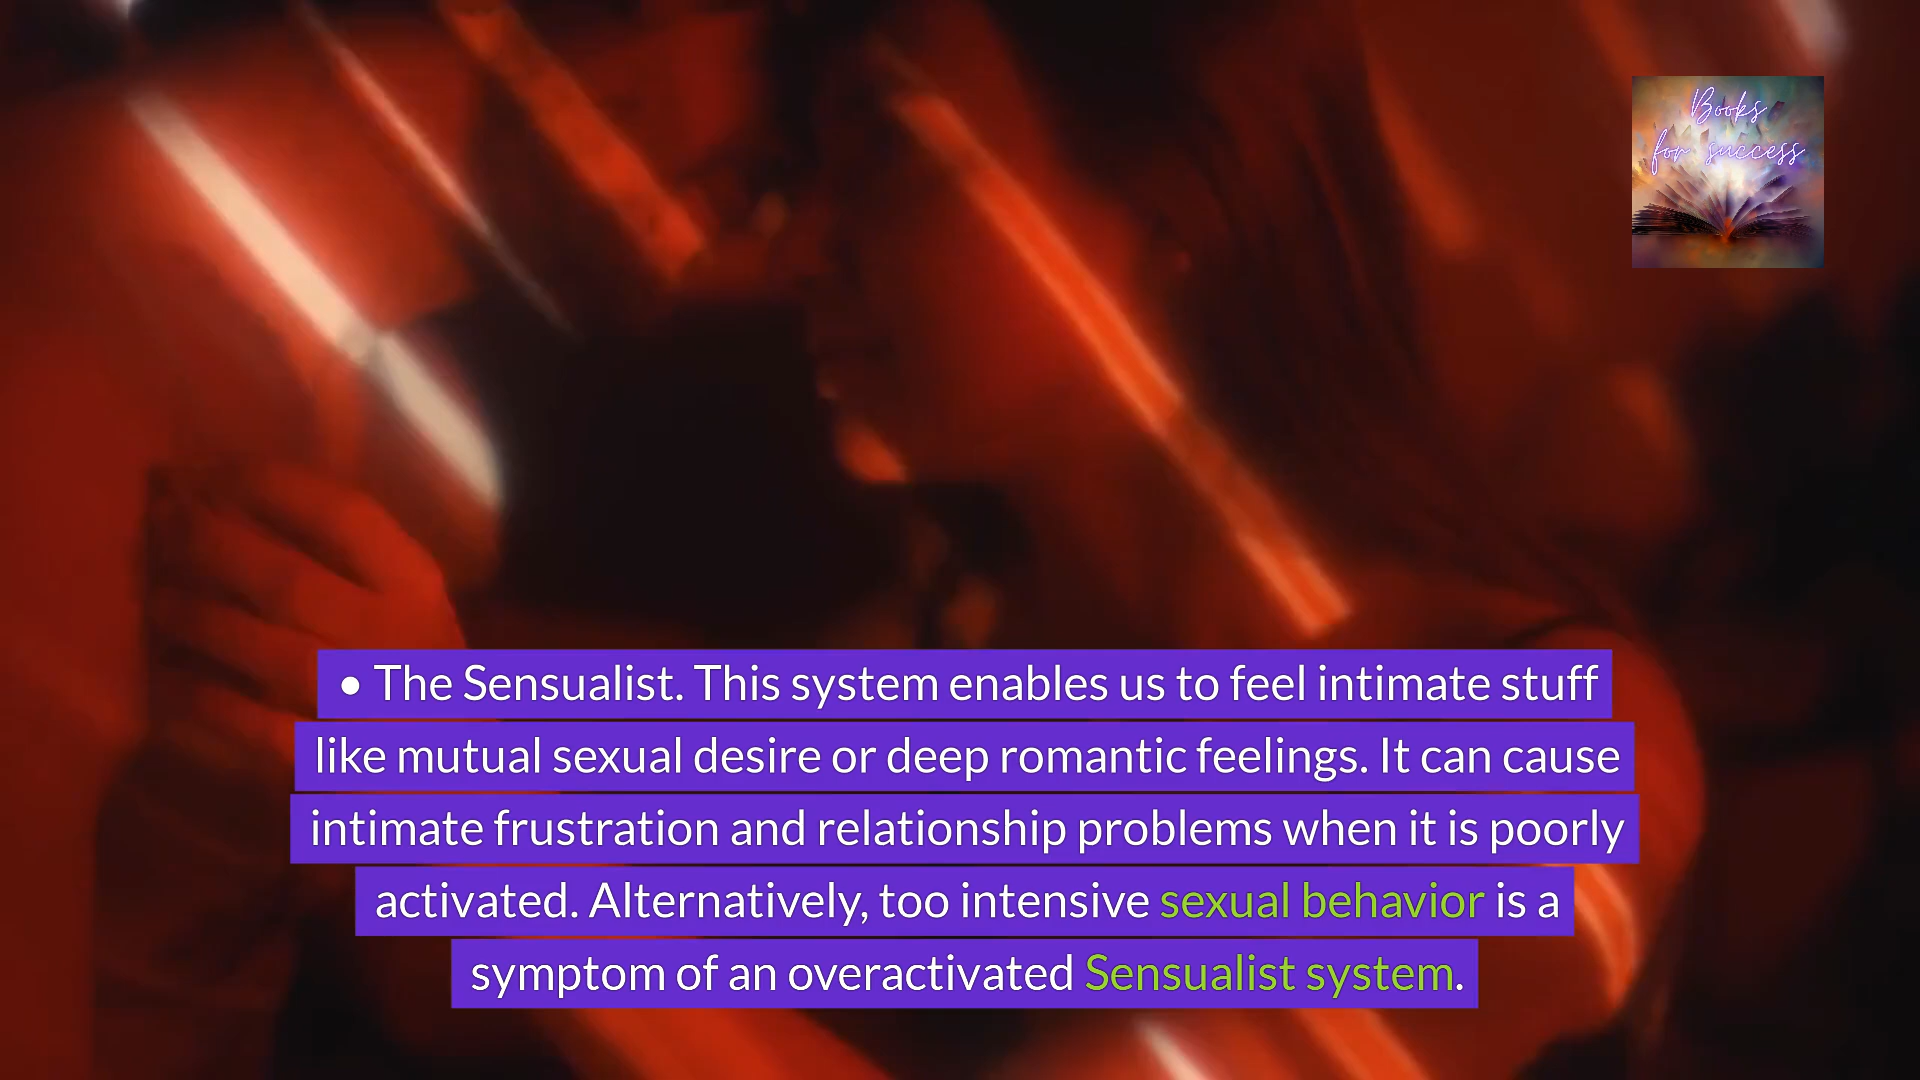 Books
for success
• The Sensualist. This system enables us to feel intimate stuff
like mutual sexual desire or deep romantic feelings. It can cause
intimate frustration and relationship problems when it is poorly
activated. Alternatively, too intensive sexual behavior is a
symptom of an overactivated Sensualist system.